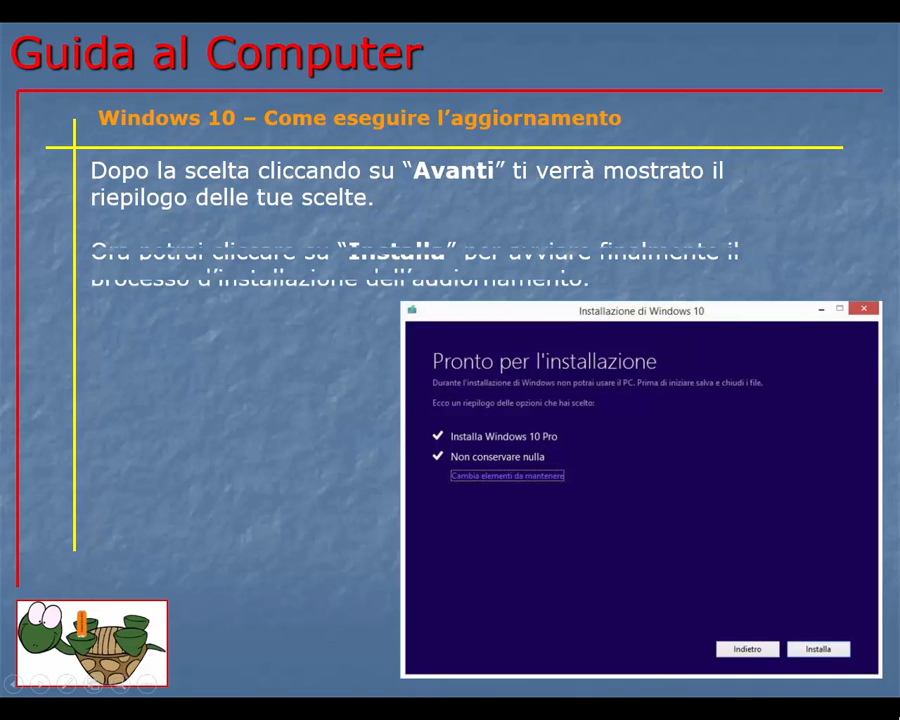 Guida al Computer
Windows 10 – Come eseguire l’aggiornamento
Dopo la scelta cliccando su “Avanti” ti verrà mostrato il
riepilogo delle tue scelte.
Ora potrai cliccare su “Installa” per avviare finalmente il
processo d’installazione dell’aggiornamento.
Installazione di Windows 10
Pronto per l'installazione
Durante l'installazione di Windows non potrai usare il PC. Prima di iniziare salva e chiudi i file.
Ecco un riepilogo delle opzioni che hai scelto:
Installa Windows 10 Pro
Non conservare nulla
Cambia elementi da mantenere
Indietro
Installa